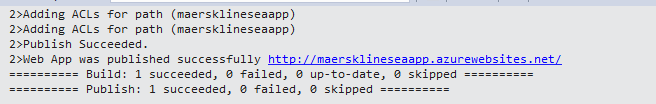 2>Adding ACLs for path (maersklineseaapp)
2>Adding ACLs for path (maersklineseaapp)
2>Publish Succeeded.
2>Web App was published successfully http://maersklineseaapp.azurewebsites.net/
========== Build: 1 succeeded, 0 failed, 0 up-to-date, 0 skipped ==========
========== Publish: 1 succeeded, 0 failed, 0 skipped ==========